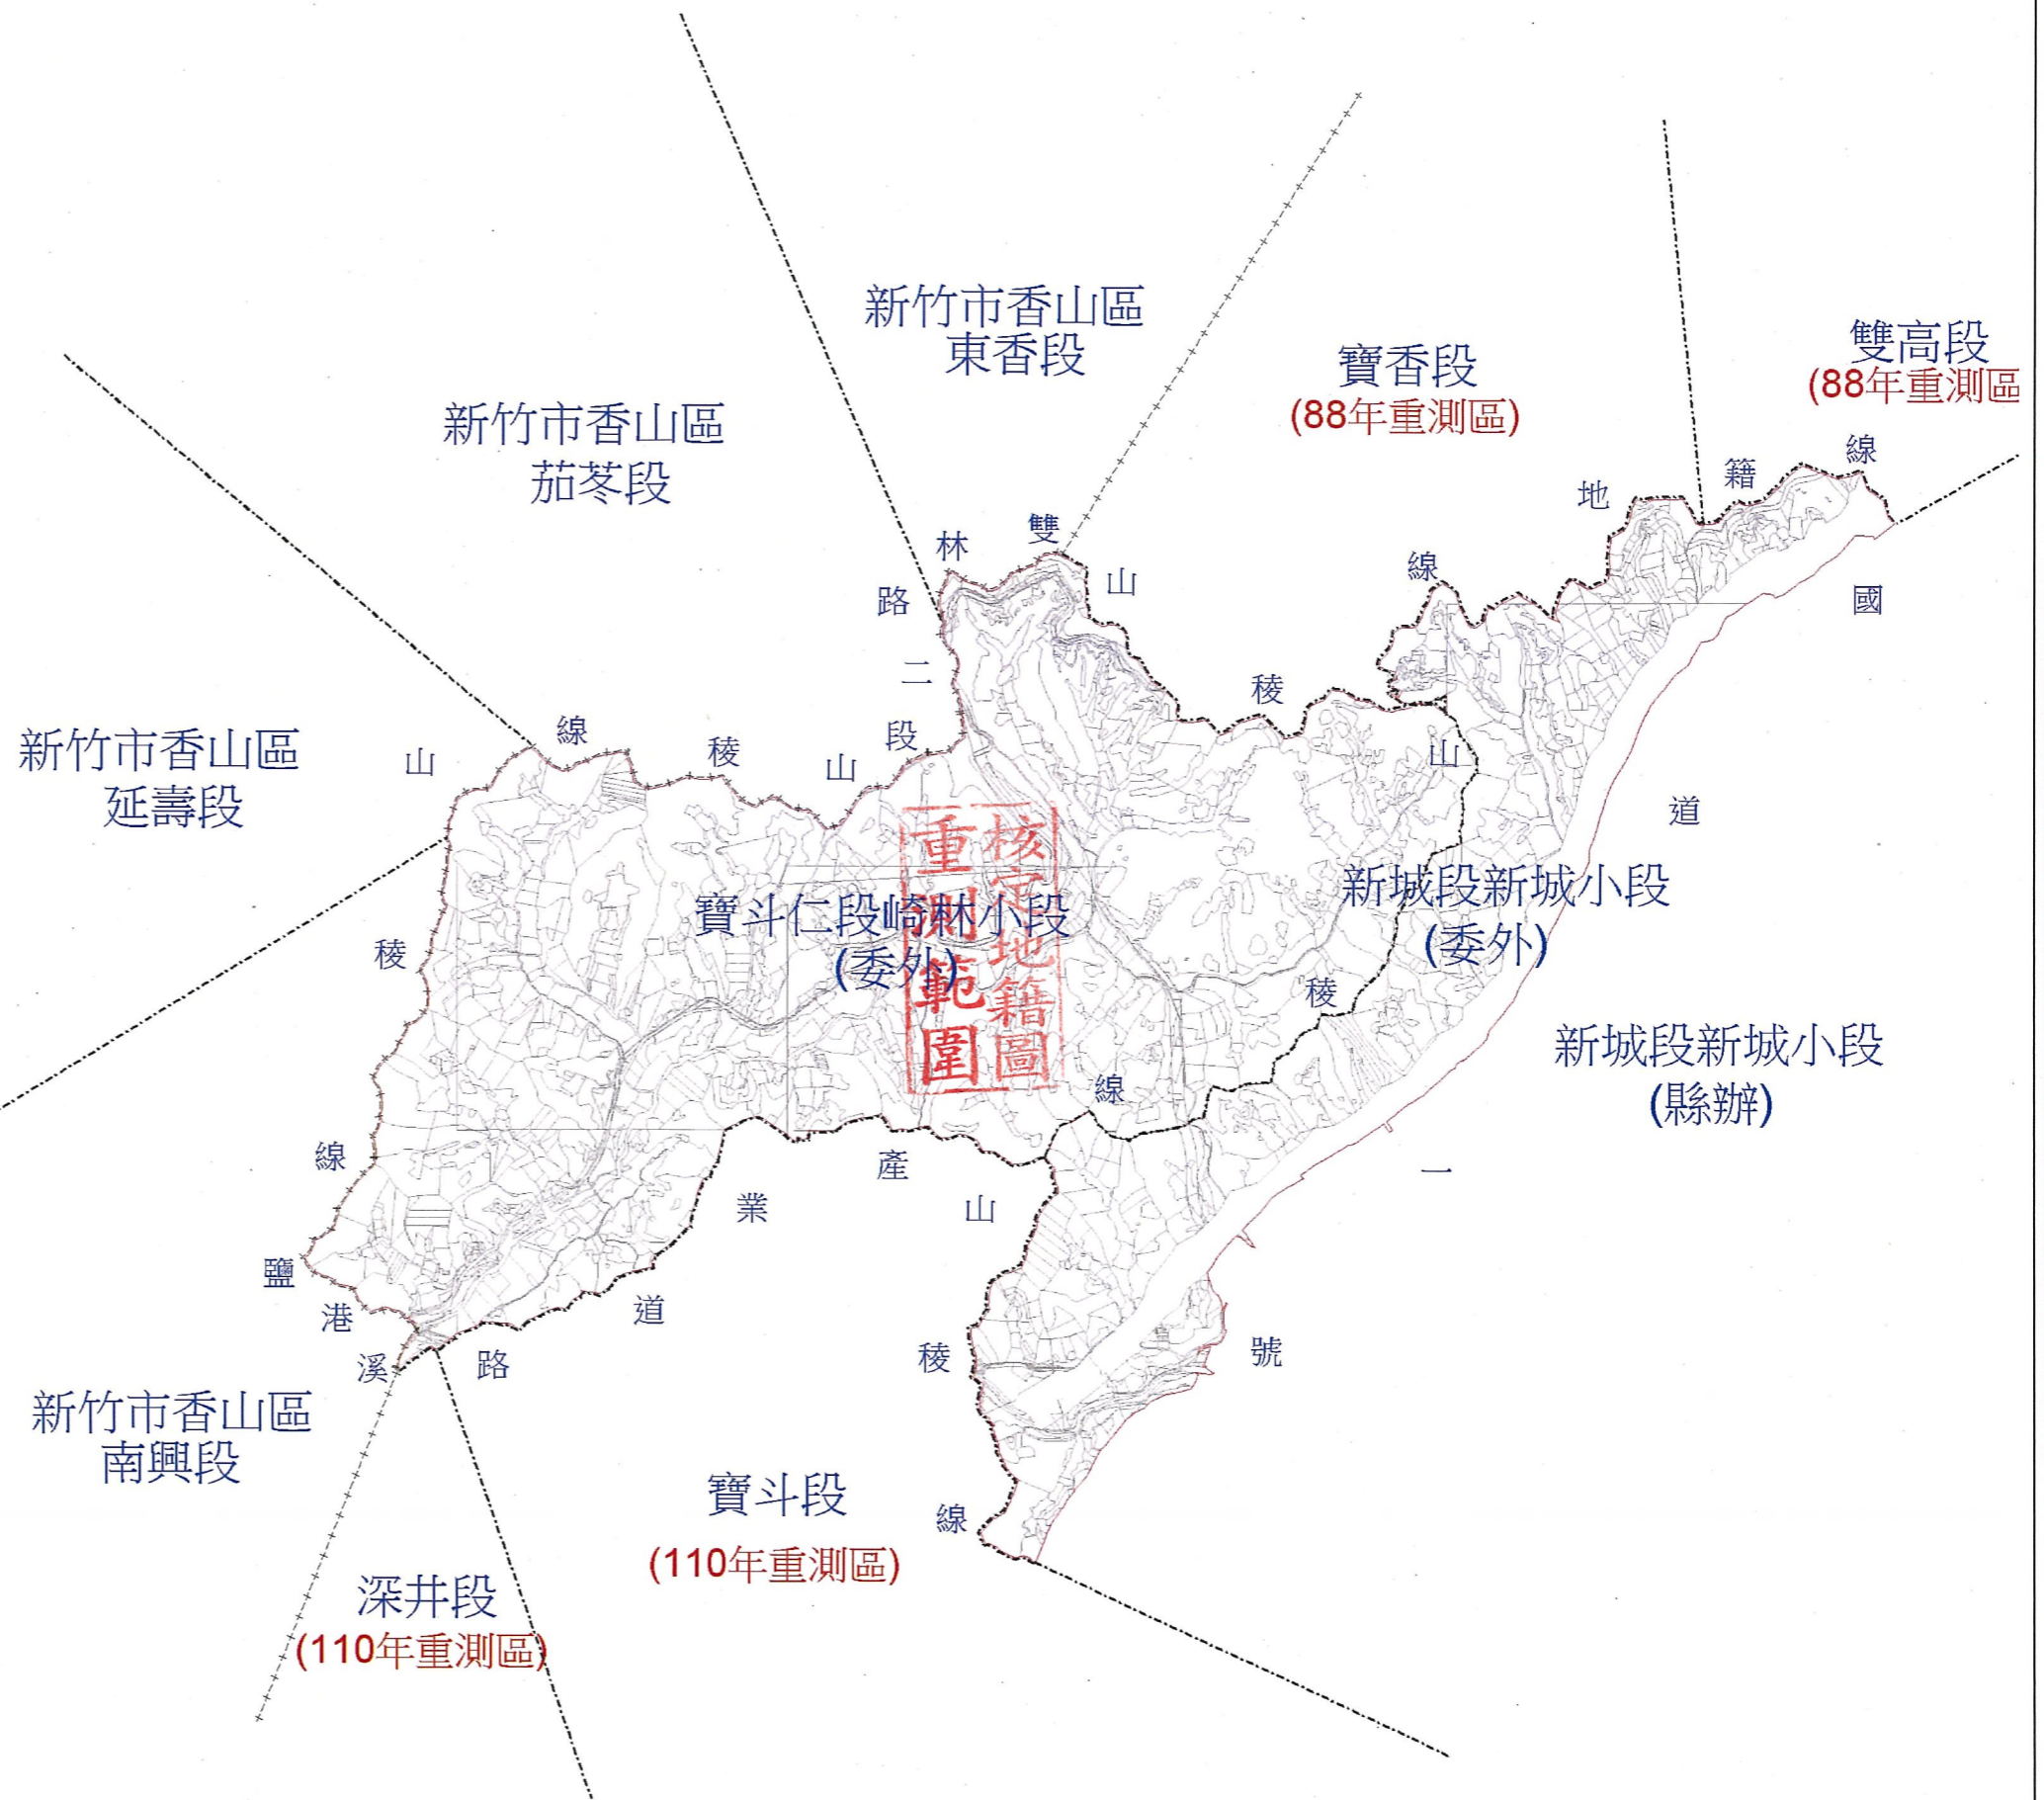 新竹市香山區
東香段
寶香段
(88年重測區)
雙高段
(88年重測區
新竹市香山區
茄苳段
新竹市香山區
延壽段
雙林路二段
山稜線
地籍線
山稜線
山稜線
國道一號
核定地籍圖
重測範圍
寶斗仁段崎林小段
(委外)
新城段新城小段
(委外)
新城段新城小段
(縣辦)
山稜線
鹽港溪
產業道路
山稜線
新竹市香山區
南興段
寶斗段
(110年重測區)
深井段
(110年重測區)